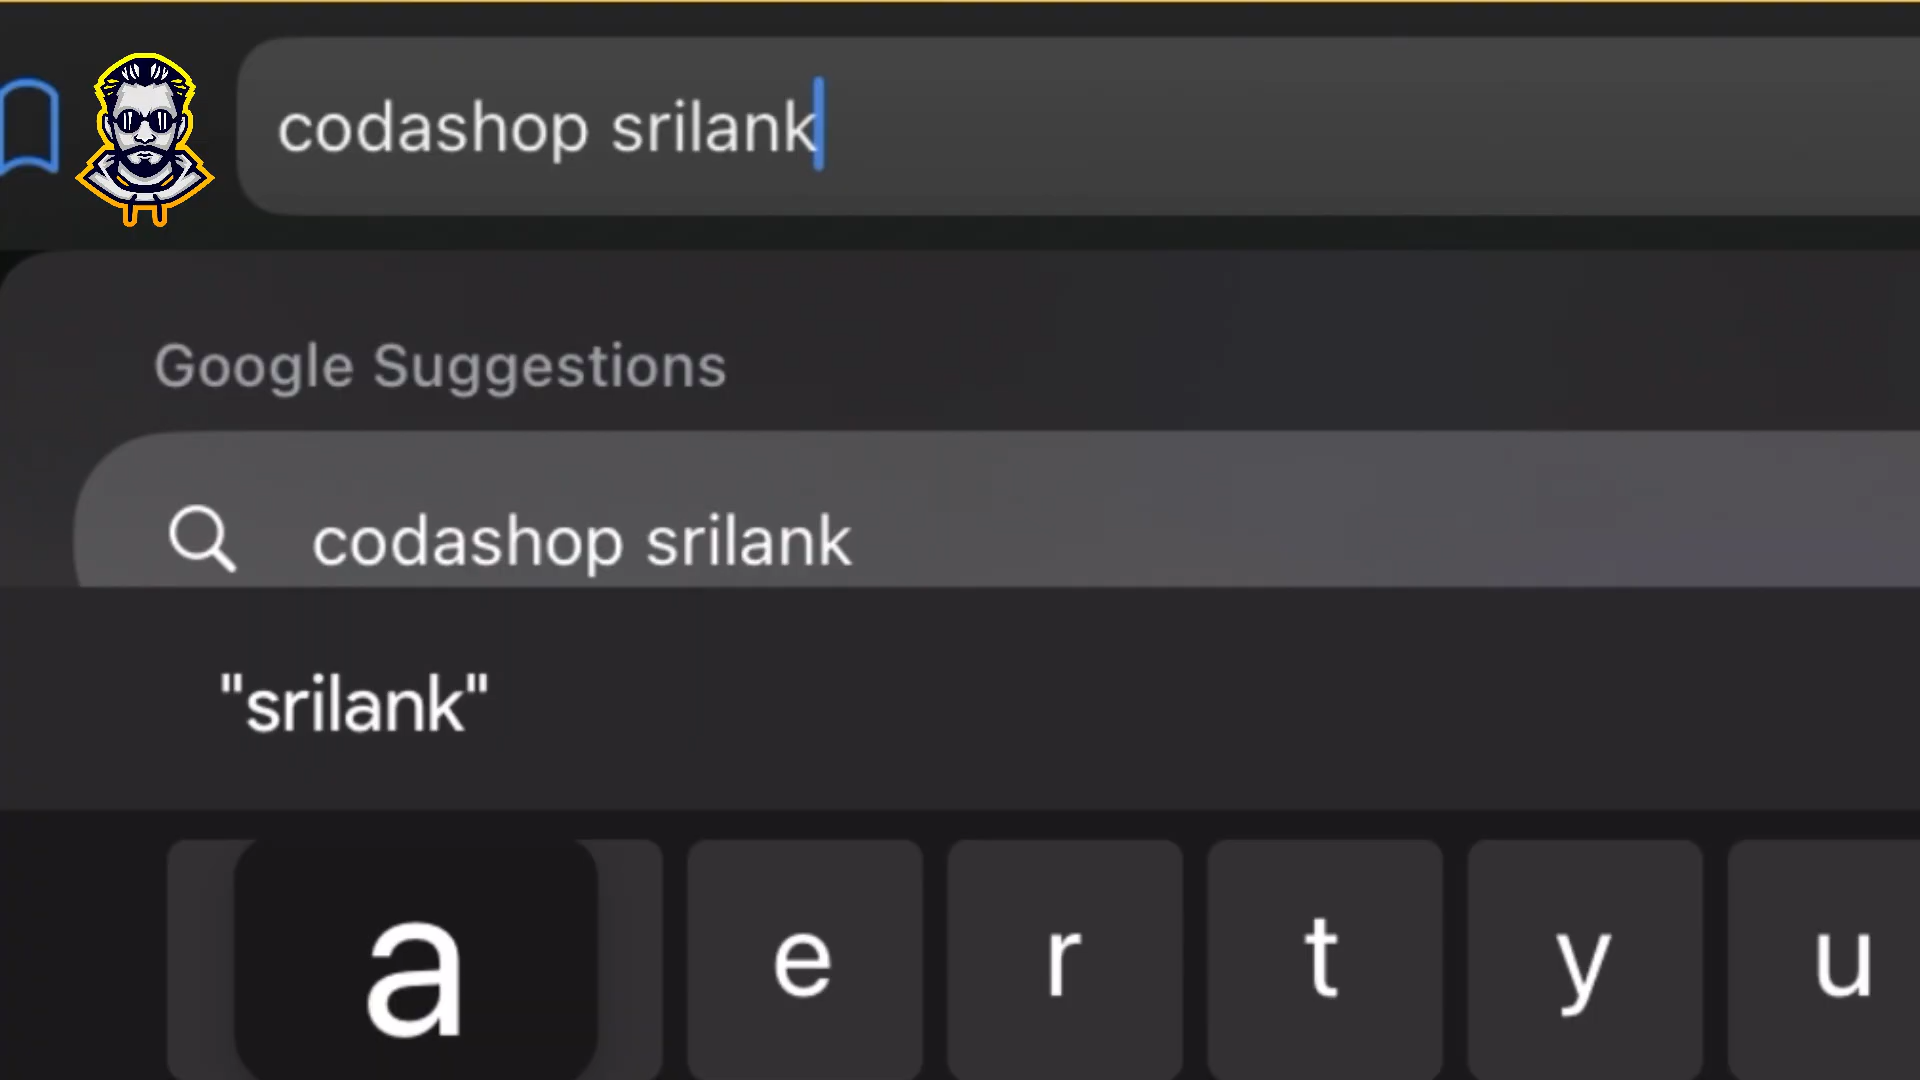 codashop srilank
Google Suggestions
codashop srilank
"srilank"
a e r t y u